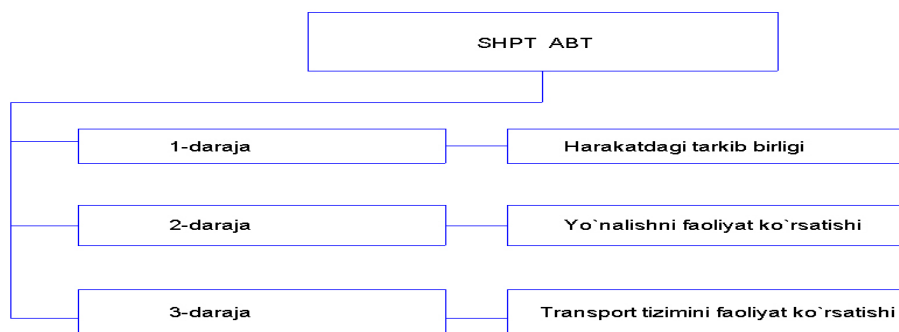 SHPT ABT
1-daraja
Harakatdagi tarkib birligi
2-daraja
Yo`nalishni faoliyat ko`rsatishi
3-daraja
Transport tizimini faoliyat ko`rsatishi